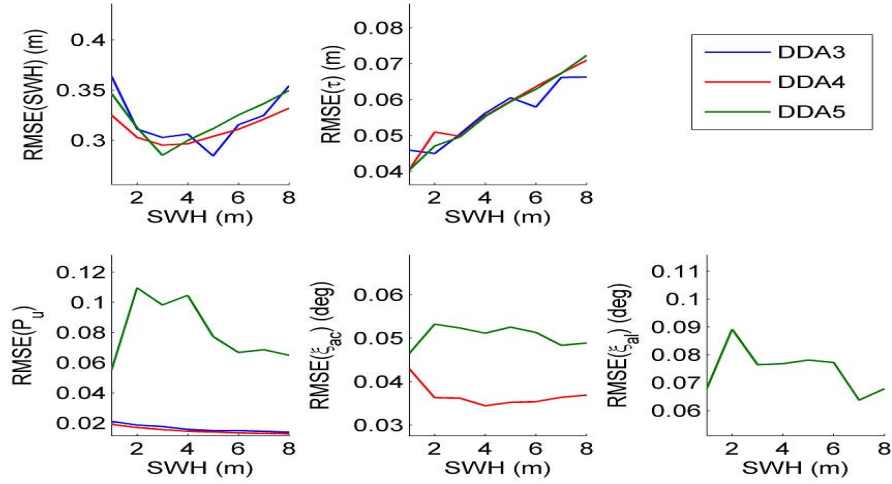 RMSE(SWH) (m)
0.4
0.35
0.3
2 4 6 8
SWH (m)
RMSE(τ) (m)
0.08
0.07
0.06
0.05
0.04
2 4 6 8
SWH (m)
DDA3
DDA4
DDA5
RMSE(Pu)
0.12
0.1
0.08
0.06
0.04
0.02
2 4 6 8
SWH (m)
RMSE(ξac) (deg)
0.06
0.05
0.04
0.03
2 4 6 8
SWH (m)
RMSE(ξal) (deg)
0.11
0.1
0.09
0.08
0.07
0.06
2 4 6 8
SWH (m)